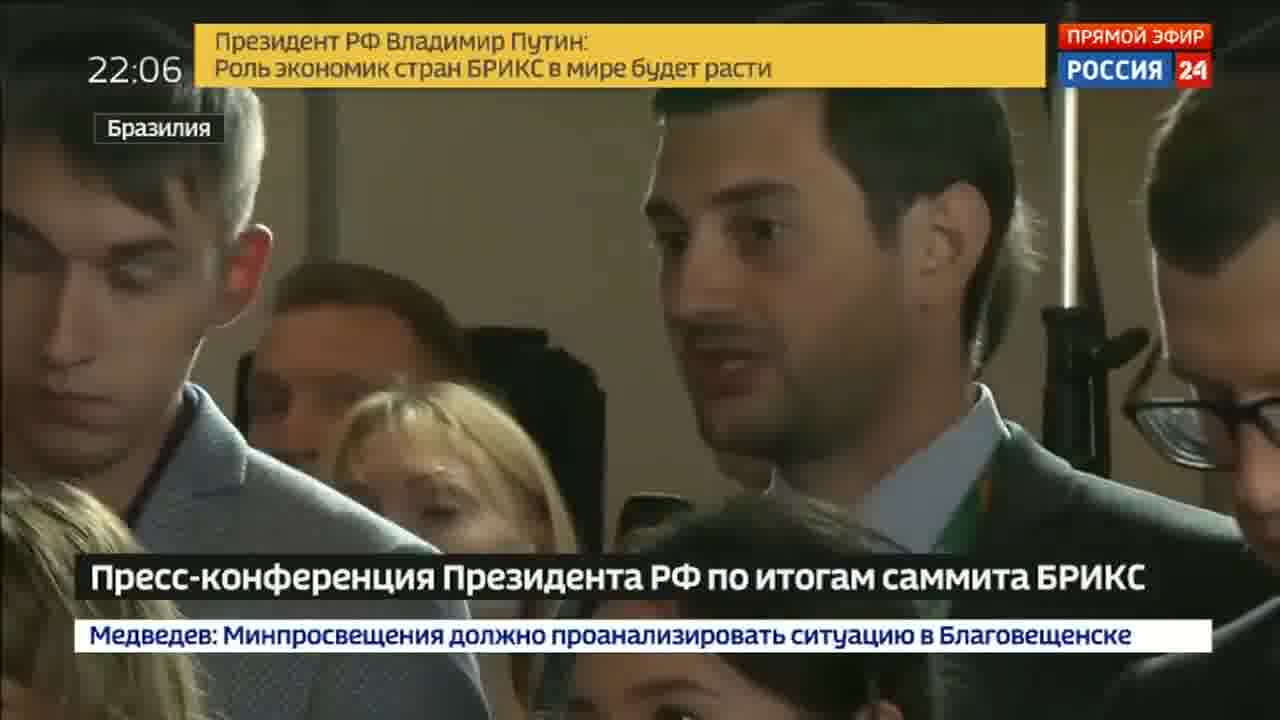 22:06
Президент РФ Владимир Путин:
Роль экономик стран БРИКС в мире будет расти
ПРЯМОЙ ЭФИР
РОССИЯ 24
Бразилия
Пресс-конференция Президента РФ по итогам саммита БРИКС
Медведев: Минпросвещения должно проанализировать ситуацию в Благовещенске